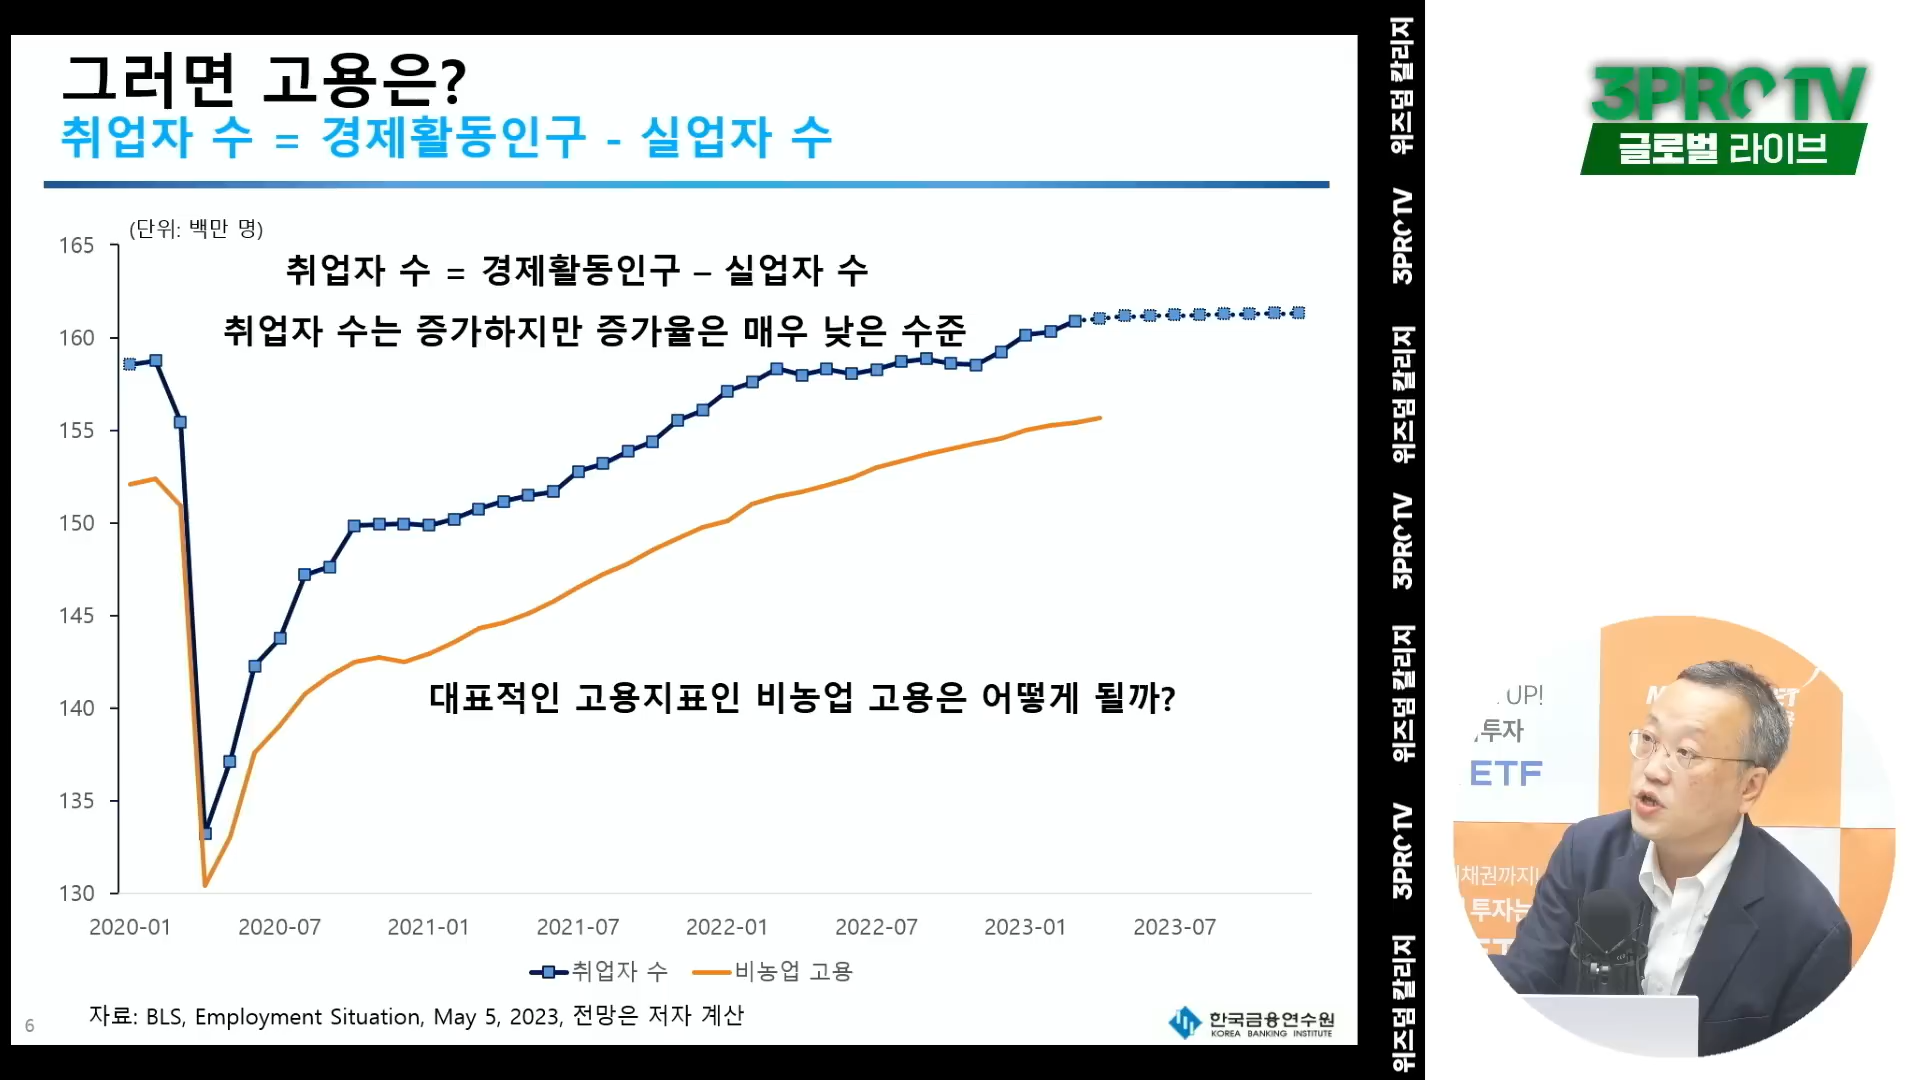 그러면 고용은?
취업자 수 = 경제활동인구 - 실업자 수
(단위: 백만 명)
취업자 수 = 경제활동인구 – 실업자 수
취업자 수는 증가하지만 증가율은 매우 낮은 수준
165
160
155
150
145
140
135
130
대표적인 고용지표인 비농업 고용은 어떻게 될까?
2020-01 2020-07 2021-01 2021-07 2022-01 2022-07 2023-01 2023-07
취업자 수 비농업 고용
자료: BLS, Employment Situation, May 5, 2023, 전망은 저자 계산
6
한국금융연수원
KOREA BANKING INSTITUTE
위즈덤 칼리지 3PROTV 위즈덤 칼리지 3PROTV 위즈덤 칼리지 3PROTV 위즈덤 칼리지
3PROTV
글로벌 라이브
UP!
투자
ETF
채권까지
투자는